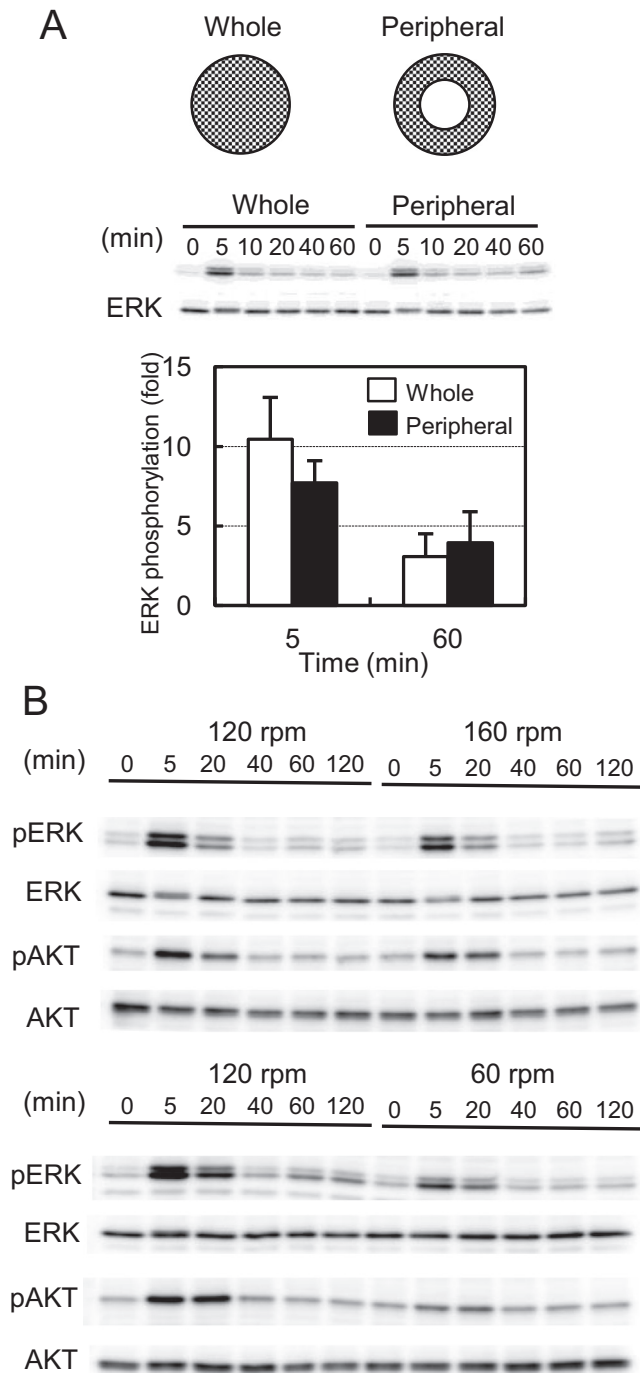 A
Whole Peripheral
Whole Peripheral
(min) 0 5 10 20 40 60 0 5 10 20 40 60
ERK
ERK phosphorylation (fold)
15
10
5
0
Whole
Peripheral
5 60
Time (min)
B
120 rpm 160 rpm
(min) 0 5 20 40 60 120 0 5 20 40 60 120
pERK
ERK
pAKT
AKT
120 rpm 60 rpm
(min) 0 5 20 40 60 120 0 5 20 40 60 120
pERK
ERK
pAKT
AKT